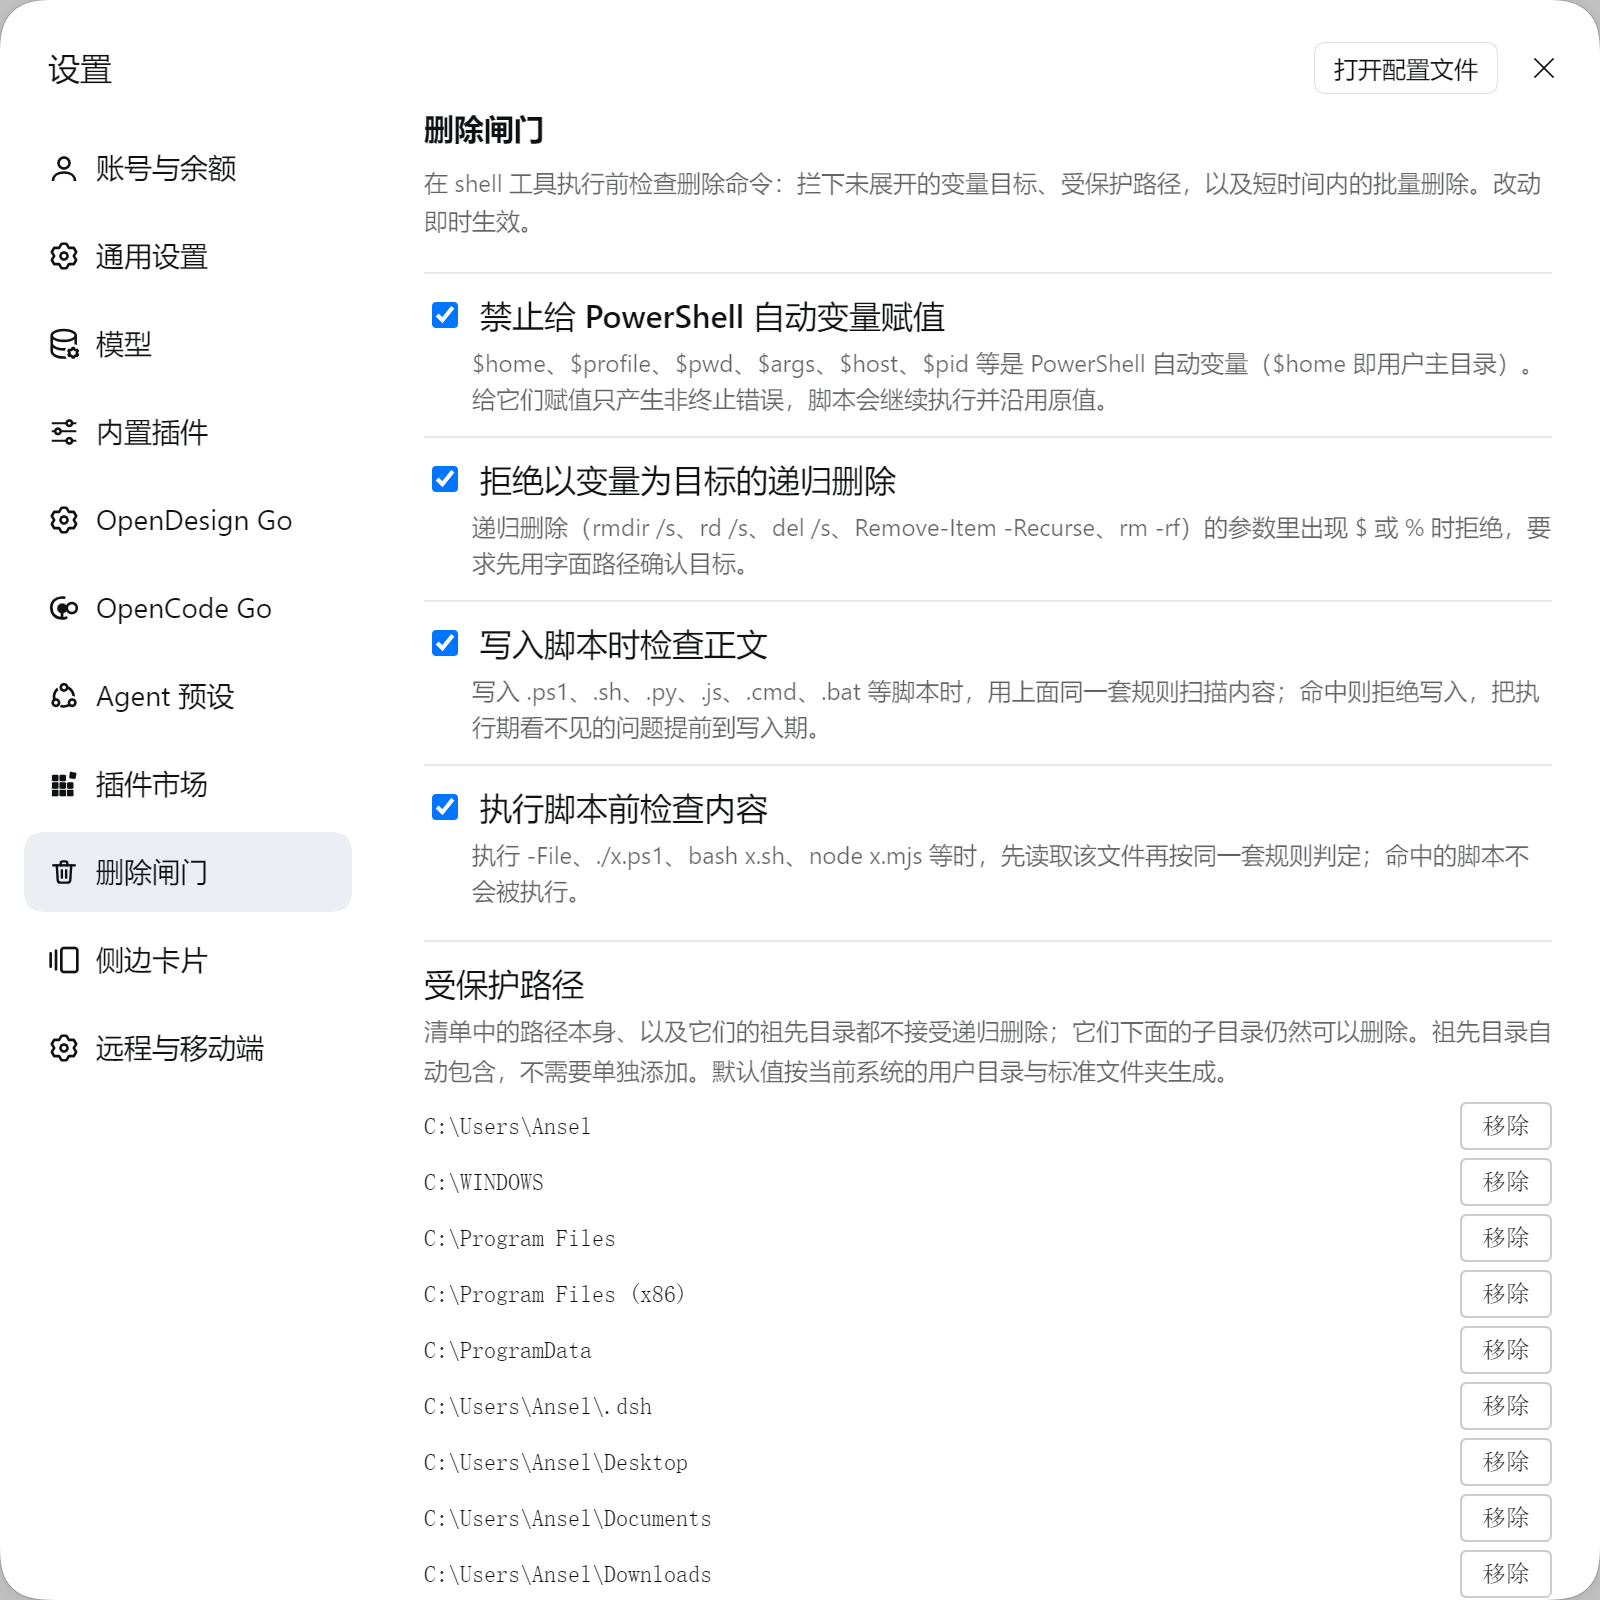 设置
打开配置文件
账号与余额
通用设置
模型
内置插件
OpenDesign Go
OpenCode Go
Agent 预设
插件市场
删除闸门
侧边卡片
远程与移动端
删除闸门
在 shell 工具执行前检查删除命令：拦下未展开的变量目标、受保护路径，以及短时间内的批量删除。改动
即时生效。
禁止给 PowerShell 自动变量赋值
$home、$profile、$pwd、$args、$host、$pid 等是 PowerShell 自动变量（$home 即用户主目录）。
给它们赋值只产生非终止错误，脚本会继续执行并沿用原值。
拒绝以变量为目标的递归删除
递归删除（rmdir /s、rd /s、del /s、Remove-Item -Recurse、rm -rf）的参数里出现 $ 或 % 时拒绝，要
求先用字面路径确认目标。
写入脚本时检查正文
写入 .ps1、.sh、.py、.js、.cmd、.bat 等脚本时，用上面同一套规则扫描内容；命中则拒绝写入，把执
行期看不见的问题提前到写入期。
执行脚本前检查内容
执行 -File、./x.ps1、bash x.sh、node x.mjs 等时，先读取该文件再按同一套规则判定；命中的脚本不
会被执行。
受保护路径
清单中的路径本身、以及它们的祖先目录都不接受递归删除；它们下面的子目录仍然可以删除。祖先目录自
动包含，不需要单独添加。默认值按当前系统的用户目录与标准文件夹生成。
C:\Users\Ansel 移除
C:\WINDOWS 移除
C:\Program Files 移除
C:\Program Files (x86) 移除
C:\ProgramData 移除
C:\Users\Ansel\.dsh 移除
C:\Users\Ansel\Desktop 移除
C:\Users\Ansel\Documents 移除
C:\Users\Ansel\Downloads 移除